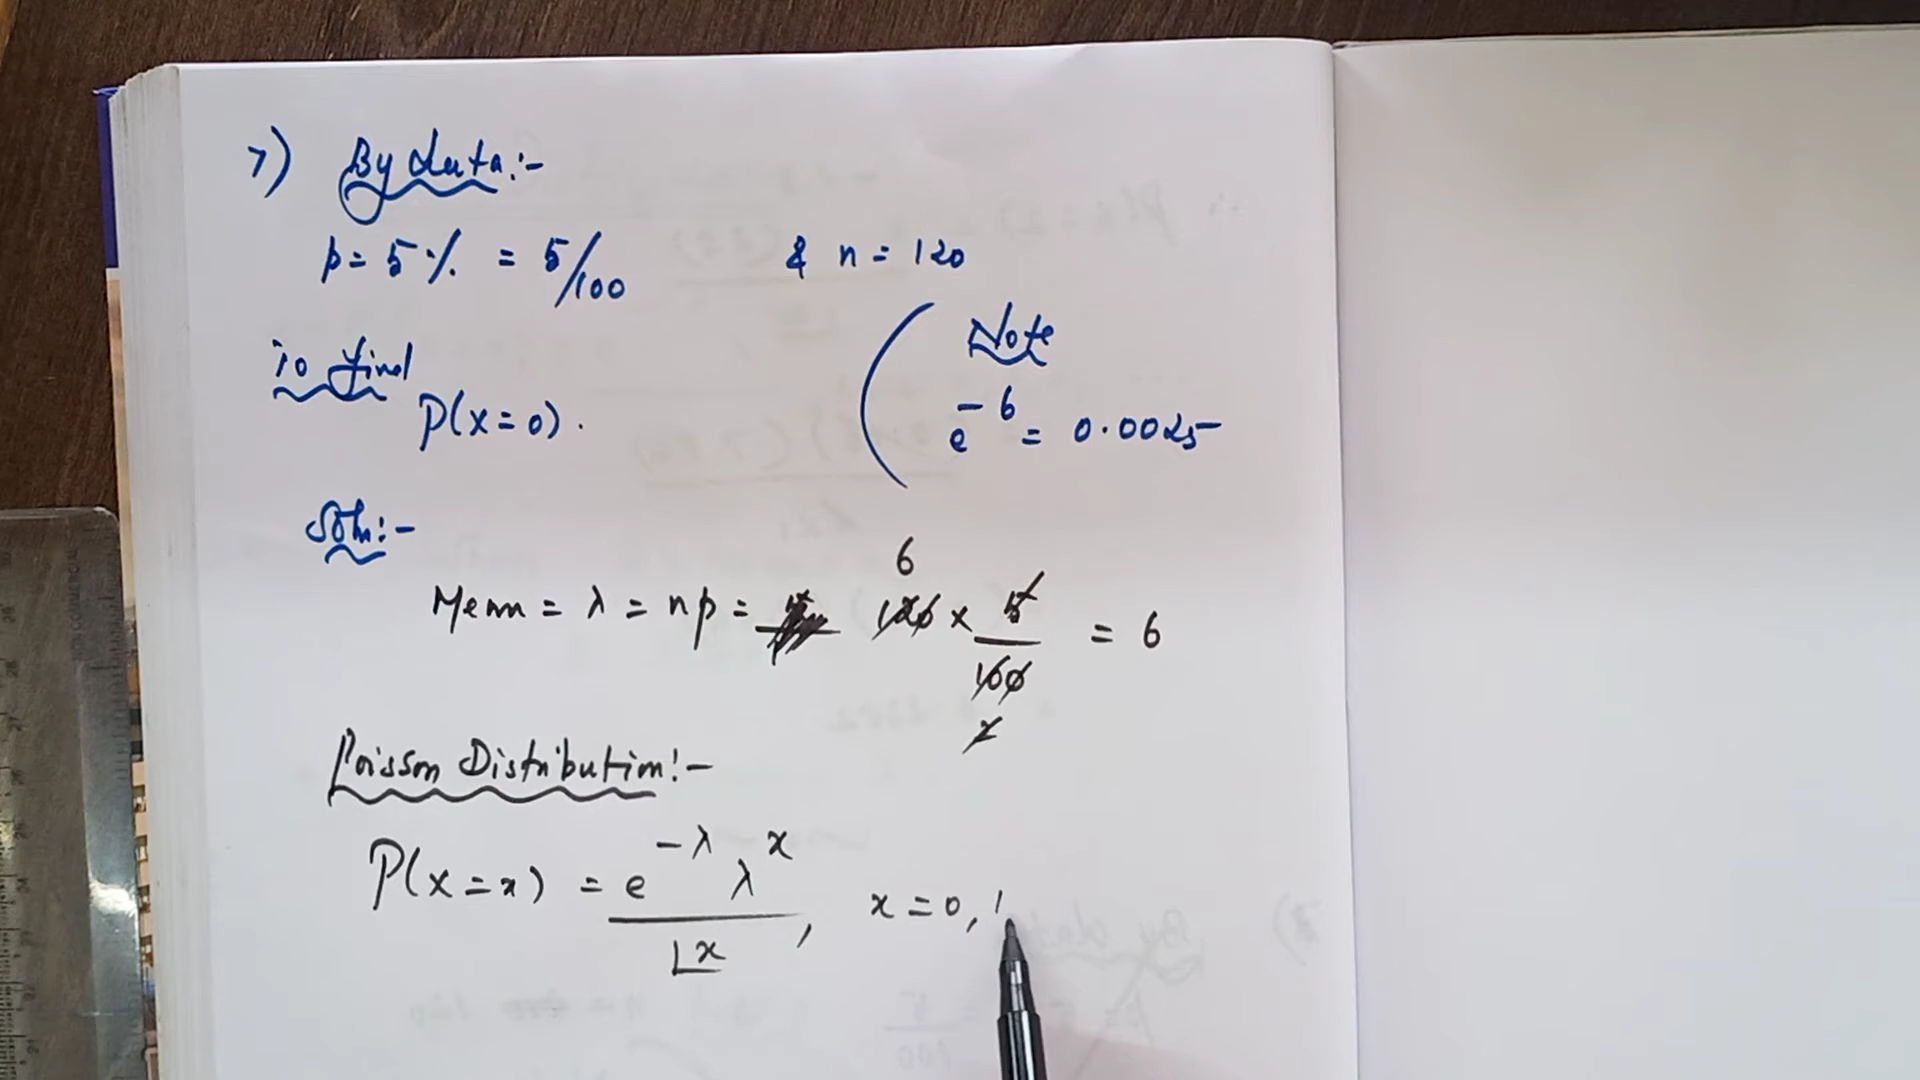 7) By data:-
p = 5% = 5/100 & n = 120
To find
P(x=0).
Note
e^-6 = 0.0025
Soln:-
Mean = λ = np = 120 × 5/100 = 6
6
2
Poisson Distribution:-
P(X=x) = e^-λ λ^x / ∟x, x = 0, 1